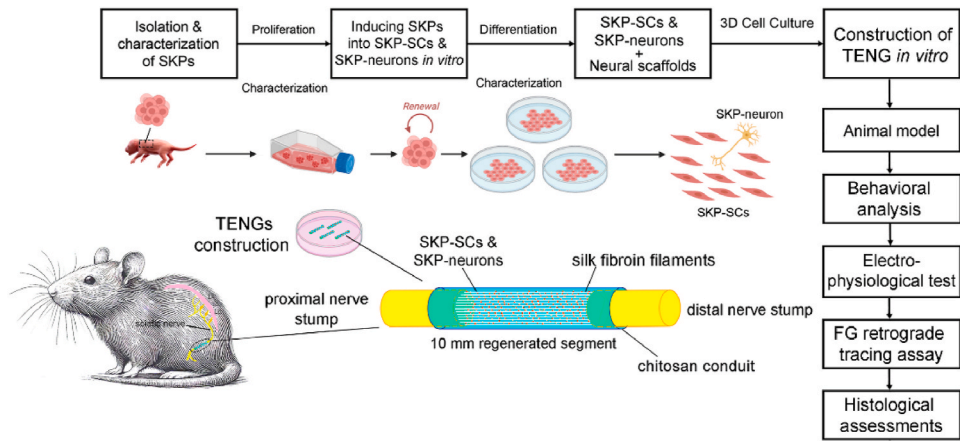 Isolation &
characterization
of SKPs
Proliferation
Inducing SKPs
into SKP-SCs &
SKP-neurons in vitro
Differentiation
SKP-SCs &
SKP-neurons
+
Neural scaffolds
3D Cell Culture
Construction of
TENG in vitro
Characterization
Renewal
Characterization
SKP-neuron
SKP-SCs
Animal model
Behavioral
analysis
Electro-
physiological test
FG retrograde
tracing assay
Histological
assessments
TENGs
construction
SKP-SCs &
SKP-neurons
silk fibroin filaments
proximal nerve
stump
sciatic nerve
distal nerve stump
10 mm regenerated segment
chitosan conduit